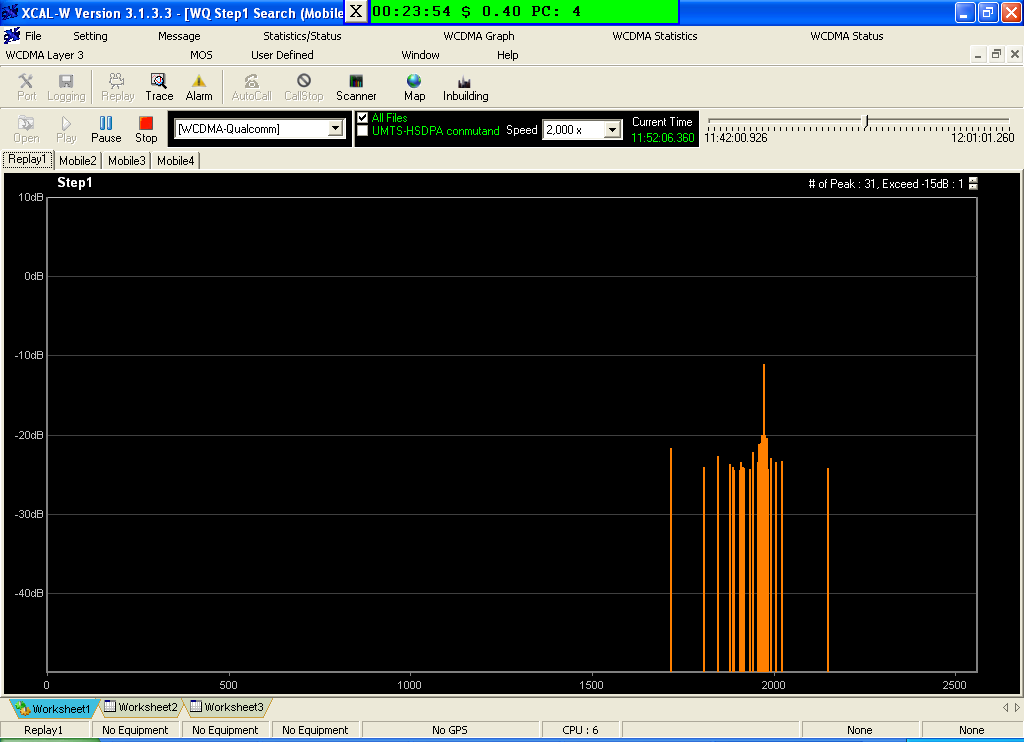 XCAL-W Version 3.1.3.3 - [WQ Step1 Search (Mobile X 00:23:54 $ 0.40 PC: 4
File Setting Message Statistics/Status WCDMA Graph WCDMA Statistics WCDMA Status
WCDMA Layer 3 MOS User Defined Window Help
Port Logging Replay Trace Alarm AutoCall CallStop Scanner Map Inbuilding
Open Play Pause Stop [WCDMA-Qualcomm]
All Files
UMTS-HSDPA conmutand Speed 2,000 x
Current Time
11:52:06.360 11:42:00.926 12:01:01.260
Replay1 Mobile2 Mobile3 Mobile4
Step1 # of Peak : 31, Exceed -15dB : 1
10dB
0dB
-10dB
-20dB
-30dB
-40dB
0 500 1000 1500 2000 2500
Worksheet1 Worksheet2 Worksheet3
Replay1 No Equipment No Equipment No Equipment No GPS CPU : 6 None None